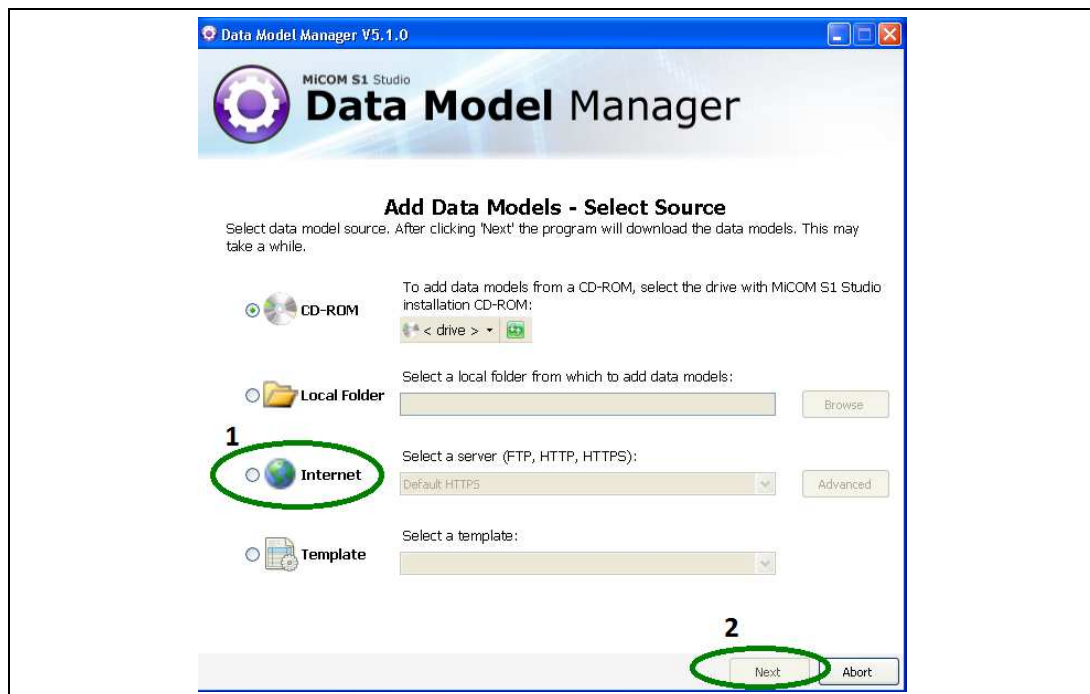 Data Model Manager V5.1.0
MiCOM S1 Studio
Data Model Manager
Add Data Models - Select Source
Select data model source. After clicking 'Next' the program will download the data models. This may
take a while.
CD-ROM
To add data models from a CD-ROM, select the drive with MiCOM S1 Studio
installation CD-ROM:
< drive >
Local Folder
Select a local folder from which to add data models:
Browse
1
Internet
Select a server (FTP, HTTP, HTTPS):
Default HTTPS
Advanced
Template
Select a template:
2
Next
Abort